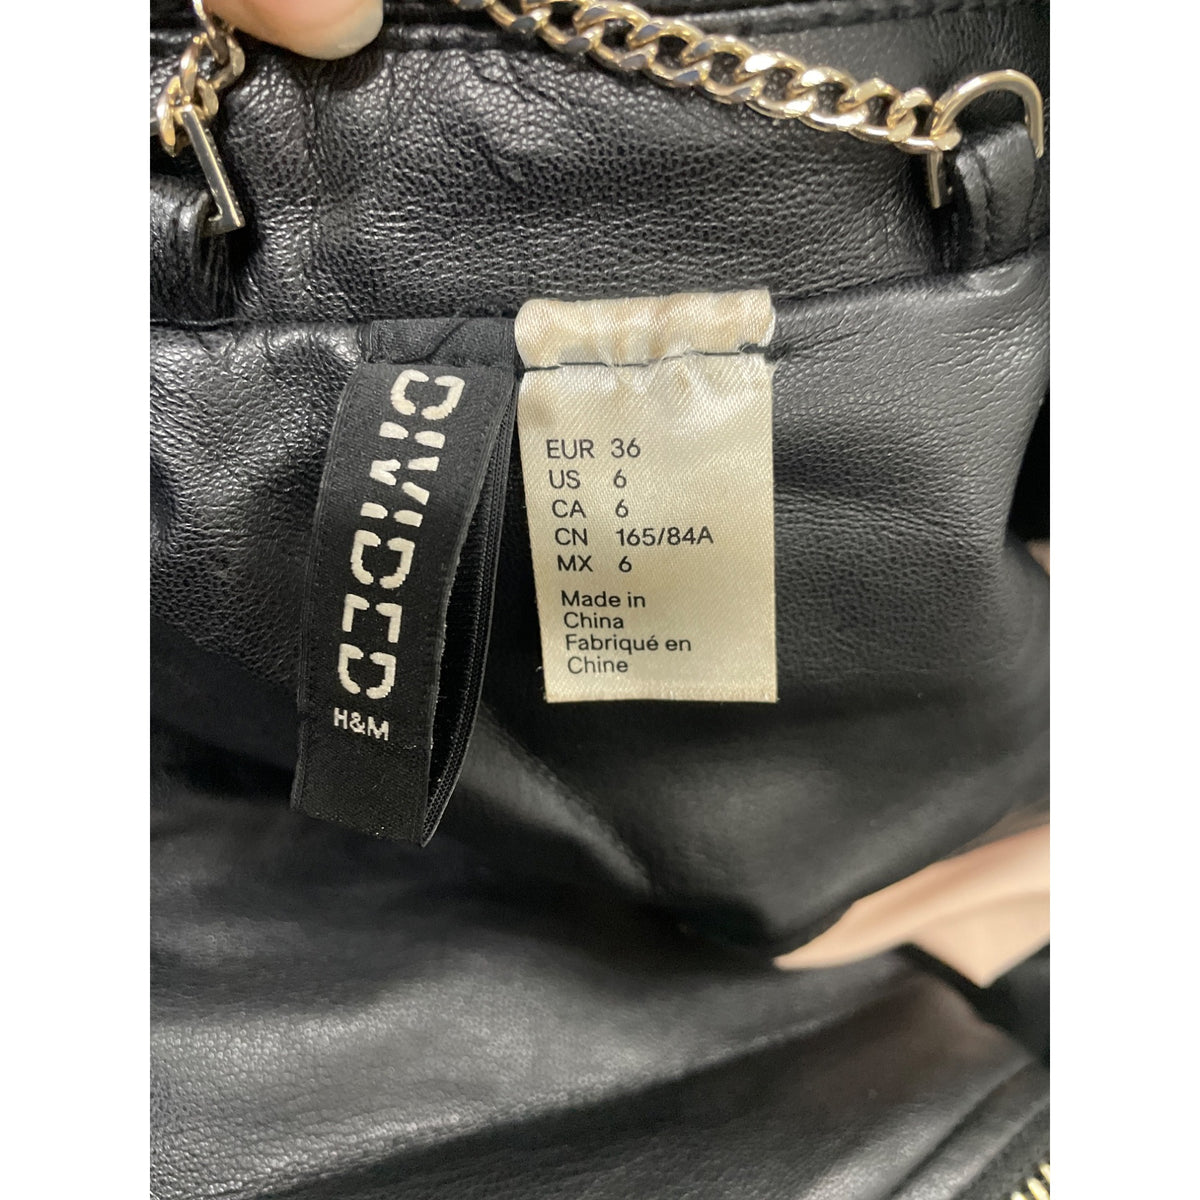 DIVIDED
H&M
EUR 36
US 6
CA 6
CN 165/84A
MX 6
Made in
China
Fabriqué en
Chine